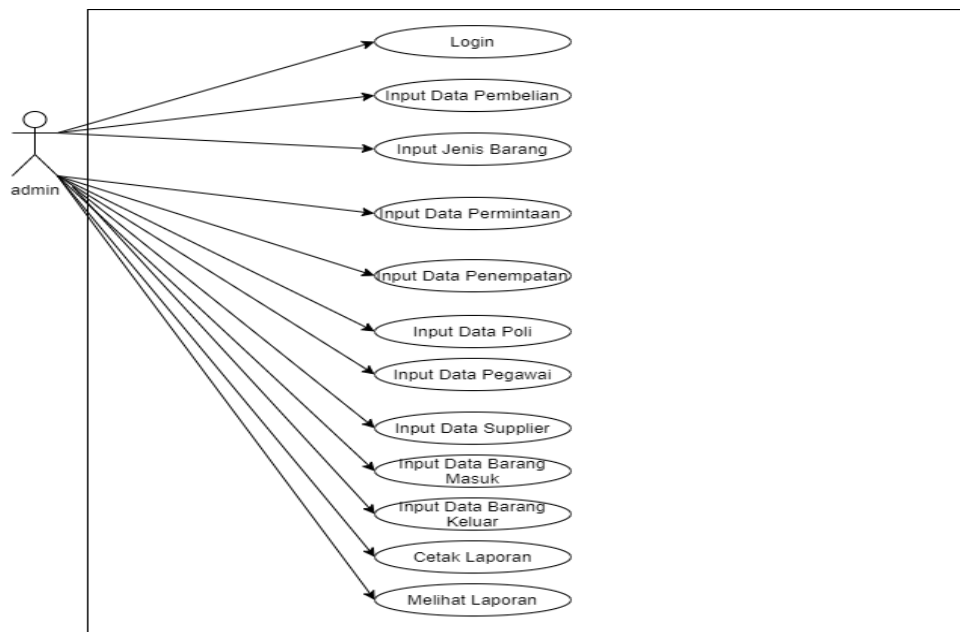 Login
Input Data Pembelian
Input Jenis Barang
admin
Input Data Permintaan
Input Data Penempatan
Input Data Poli
Input Data Pegawai
Input Data Supplier
Input Data Barang
Masuk
Input Data Barang
Keluar
Cetak Laporan
Melihat Laporan